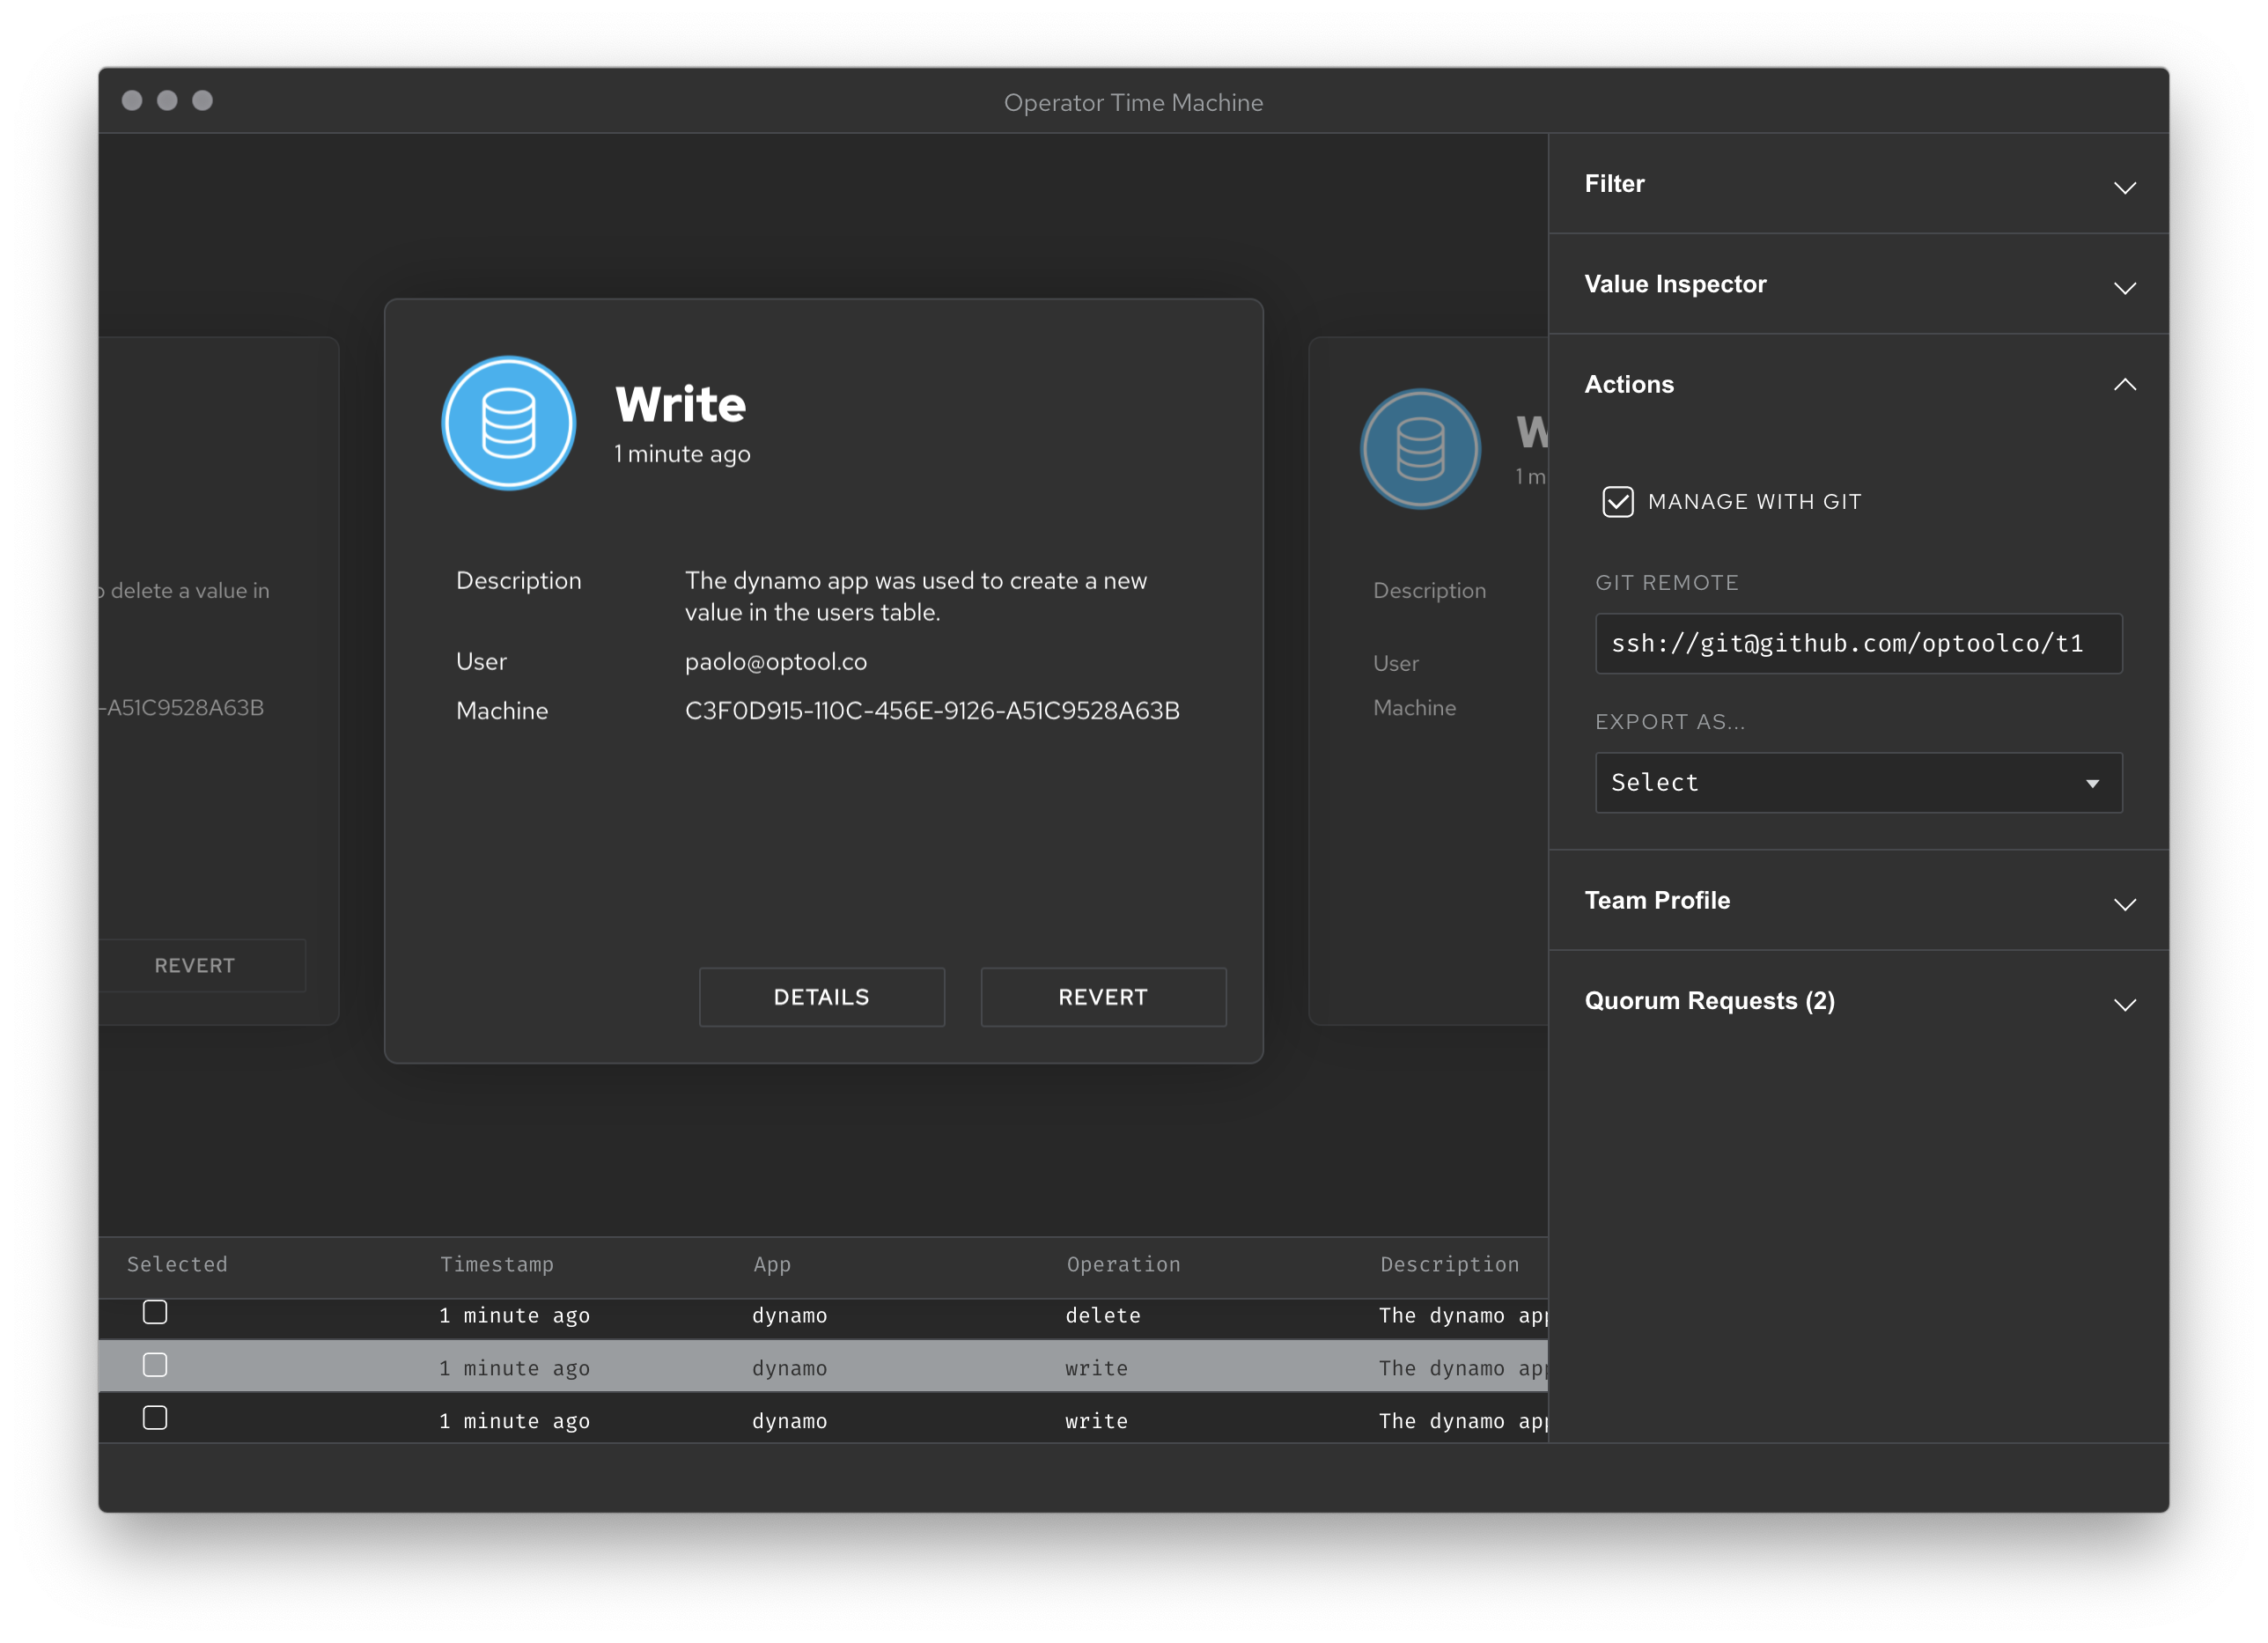 Operator Time Machine
delete a value in
-A51C9528A63B
REVERT
Write
1 minute ago
Description
The dynamo app was used to create a new
value in the users table.
User
paolo@optool.co
Machine
C3F0D915-110C-456E-9126-A51C9528A63B
DETAILS
REVERT
W
1 m
Description
User
Machine
Filter
Value Inspector
Actions
MANAGE WITH GIT
GIT REMOTE
ssh://git@github.com/optoolco/t1
EXPORT AS...
Select
Team Profile
Quorum Requests (2)
Selected Timestamp App Operation Description
1 minute ago dynamo delete The dynamo app
1 minute ago dynamo write The dynamo app
1 minute ago dynamo write The dynamo app